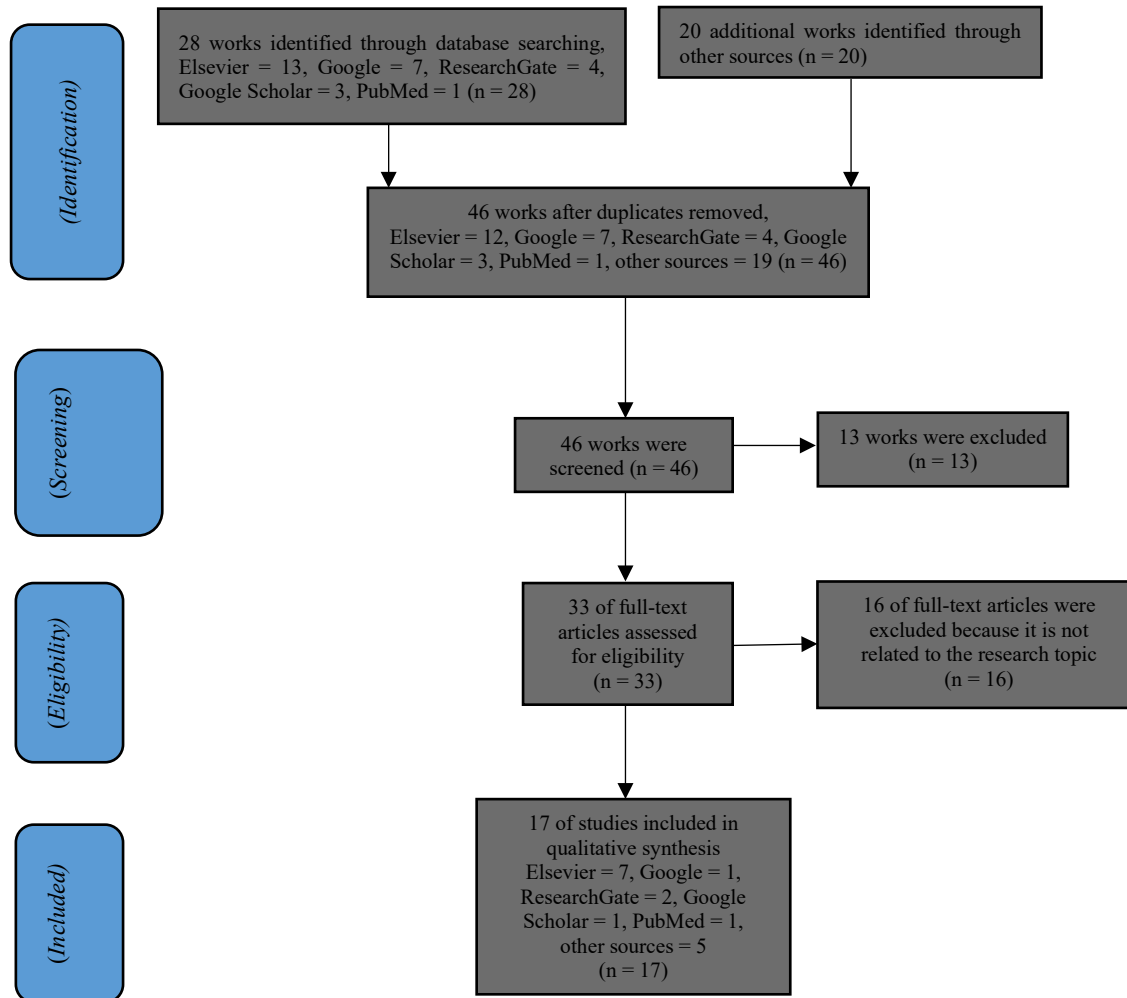 (Identification)
28 works identified through database searching,
Elsevier = 13, Google = 7, ResearchGate = 4,
Google Scholar = 3, PubMed = 1 (n = 28)
20 additional works identified through
other sources (n = 20)
46 works after duplicates removed,
Elsevier = 12, Google = 7, ResearchGate = 4, Google
Scholar = 3, PubMed = 1, other sources = 19 (n = 46)
(Screening)
46 works were
screened (n = 46)
13 works were excluded
(n = 13)
(Eligibility)
33 of full-text
articles assessed
for eligibility
(n = 33)
16 of full-text articles were
excluded because it is not
related to the research topic
(n = 16)
(Included)
17 of studies included in
qualitative synthesis
Elsevier = 7, Google = 1,
ResearchGate = 2, Google
Scholar = 1, PubMed = 1,
other sources = 5
(n = 17)